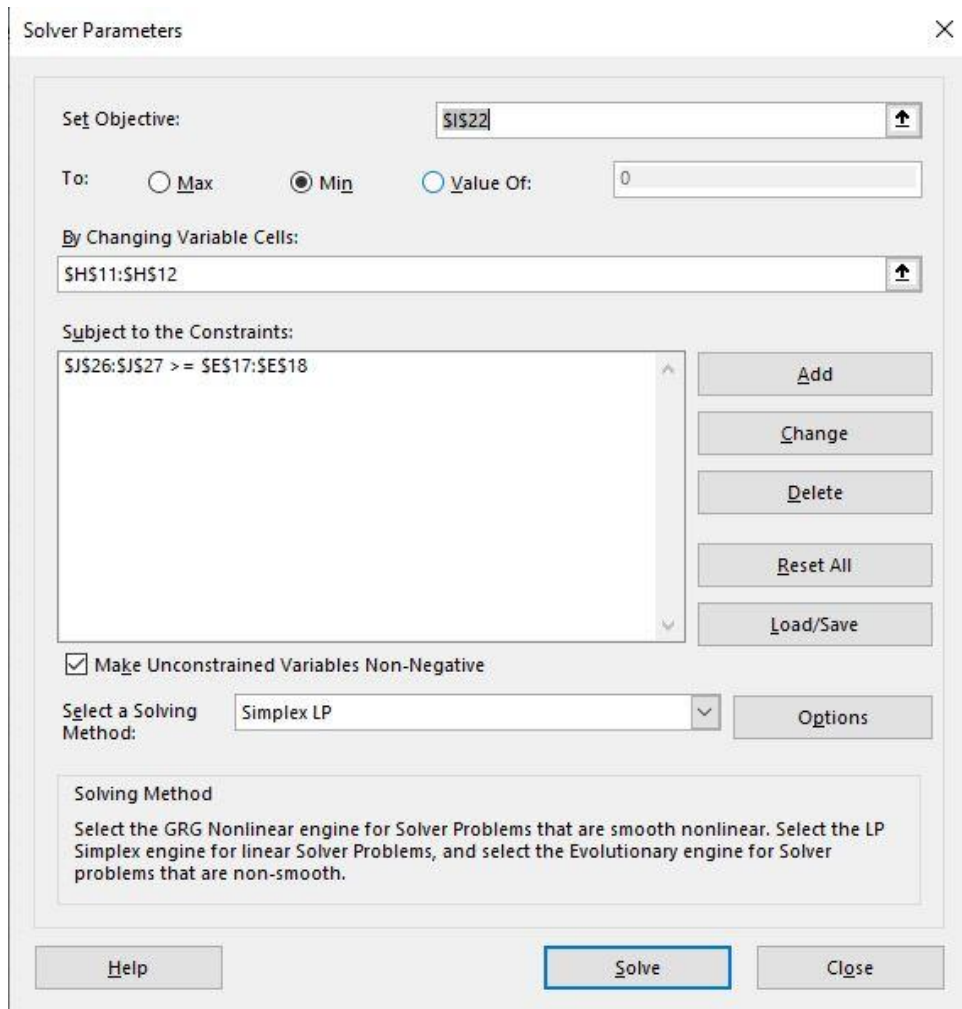 Solver Parameters
Set Objective:
$I$22
To:
Max
Min
Value Of:
0
By Changing Variable Cells:
$H$11:$H$12
Subject to the Constraints:
$J$26:$J$27 >= $E$17:$E$18
Add
Change
Delete
Reset All
Load/Save
Make Unconstrained Variables Non-Negative
Select a Solving
Method:
Simplex LP
Options
Solving Method
Select the GRG Nonlinear engine for Solver Problems that are smooth nonlinear. Select the LP
Simplex engine for linear Solver Problems, and select the Evolutionary engine for Solver
problems that are non-smooth.
Help
Solve
Close